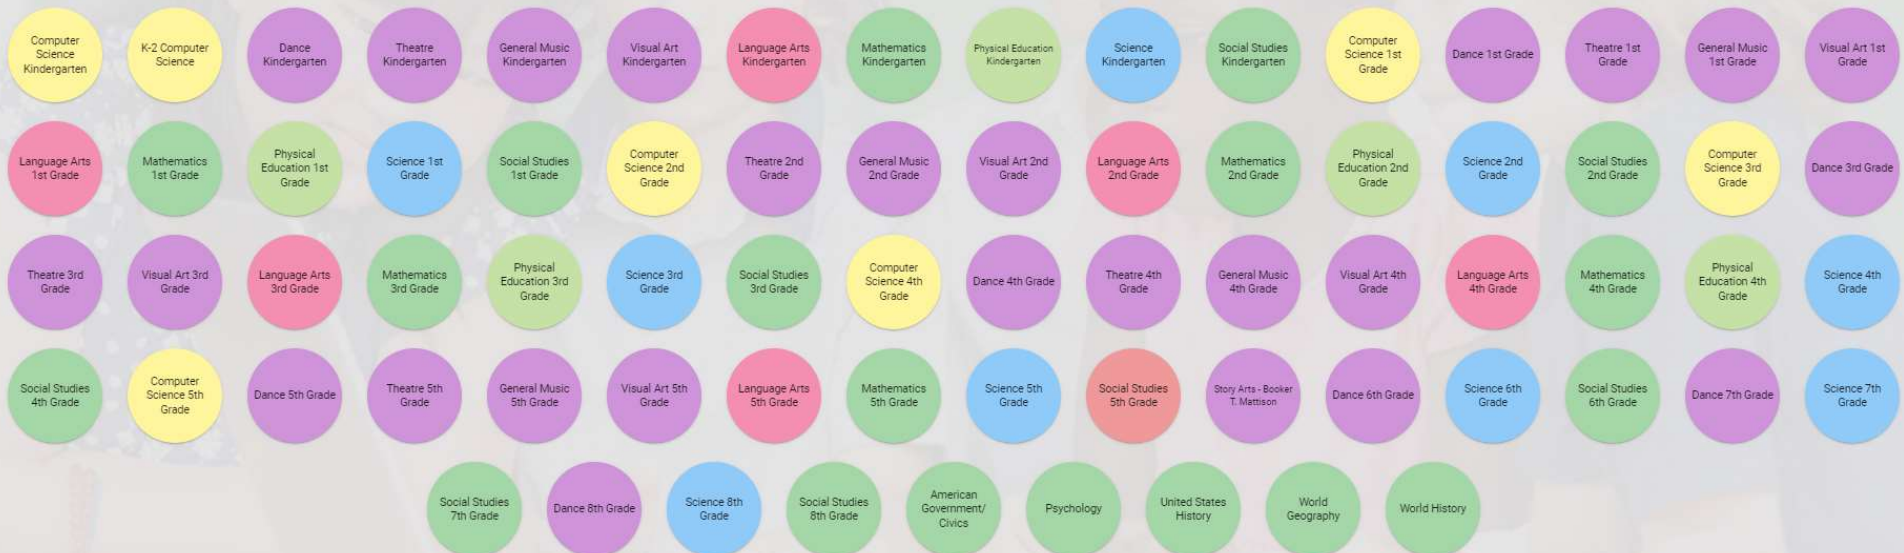 Computer
Science
Kindergarten
K-2 Computer
Science
Dance
Kindergarten
Theatre
Kindergarten
General Music
Kindergarten
Visual Art
Kindergarten
Language Arts
Kindergarten
Mathematics
Kindergarten
Physical Education
Kindergarten
Science
Kindergarten
Social Studies
Kindergarten
Computer
Science 1st
Grade
Dance 1st Grade
Theatre 1st
Grade
General Music
1st Grade
Visual Art 1st
Grade
Language Arts
1st Grade
Mathematics
1st Grade
Physical
Education 1st
Grade
Science 1st
Grade
Social Studies
1st Grade
Computer
Science 2nd
Grade
Theatre 2nd
Grade
General Music
2nd Grade
Visual Art 2nd
Grade
Language Arts
2nd Grade
Mathematics
2nd Grade
Physical
Education 2nd
Grade
Science 2nd
Grade
Social Studies
2nd Grade
Computer
Science 3rd
Grade
Dance 3rd Grade
Theatre 3rd
Grade
Visual Art 3rd
Grade
Language Arts
3rd Grade
Mathematics
3rd Grade
Physical
Education 3rd
Grade
Science 3rd
Grade
Social Studies
3rd Grade
Computer
Science 4th
Grade
Dance 4th Grade
Theatre 4th
Grade
General Music
4th Grade
Visual Art 4th
Grade
Language Arts
4th Grade
Mathematics
4th Grade
Physical
Education 4th
Grade
Science 4th
Grade
Social Studies
4th Grade
Computer
Science 5th
Grade
Dance 5th Grade
Theatre 5th
Grade
General Music
5th Grade
Visual Art 5th
Grade
Language Arts
5th Grade
Mathematics
5th Grade
Science 5th
Grade
Social Studies
5th Grade
Story Arts - Booker
T. Mattison
Dance 6th Grade
Science 6th
Grade
Social Studies
6th Grade
Dance 7th Grade
Science 7th
Grade
Social Studies
7th Grade
Dance 8th Grade
Science 8th
Grade
Social Studies
8th Grade
American
Government/
Civics
Psychology
United States
History
World
Geography
World History